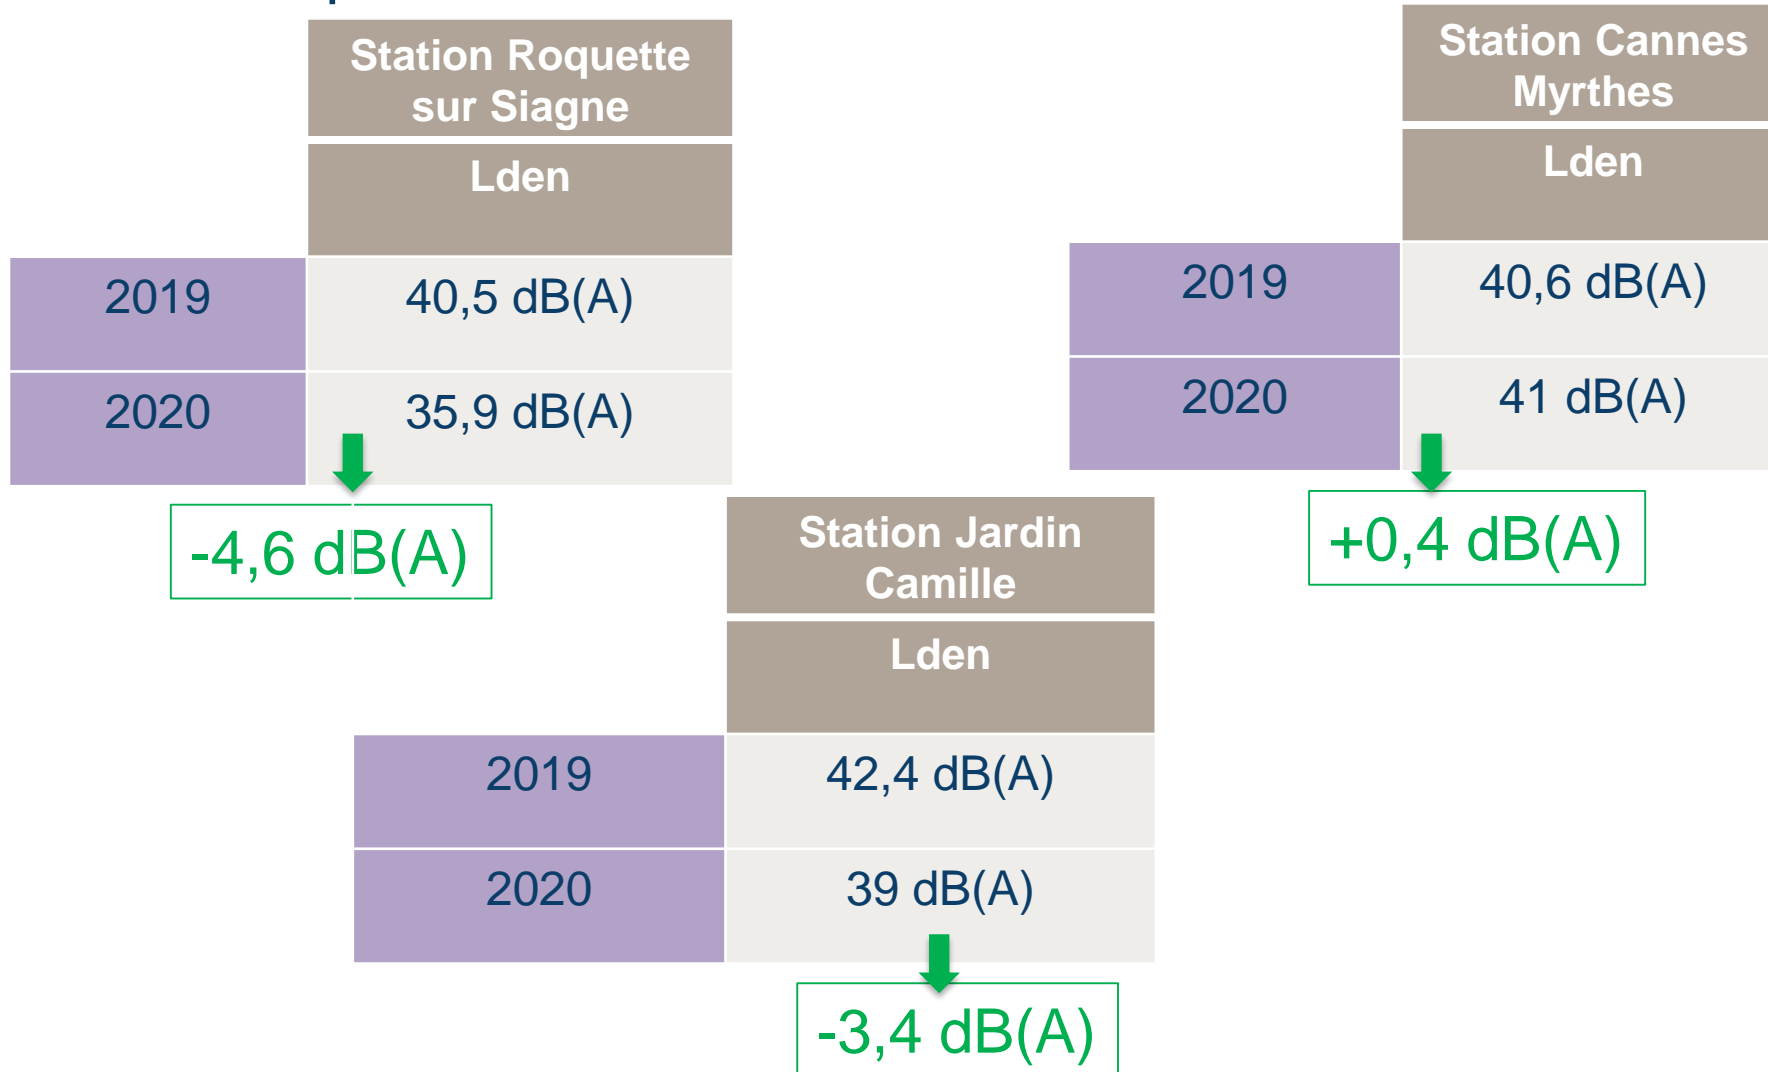 Station Roquette
sur Siagne
Lden
2019 40,5 dB(A)
2020 35,9 dB(A)
-4,6 dB(A)
Station Cannes
Myrthes
Lden
2019 40,6 dB(A)
2020 41 dB(A)
+0,4 dB(A)
Station Jardin
Camille
Lden
2019 42,4 dB(A)
2020 39 dB(A)
-3,4 dB(A)